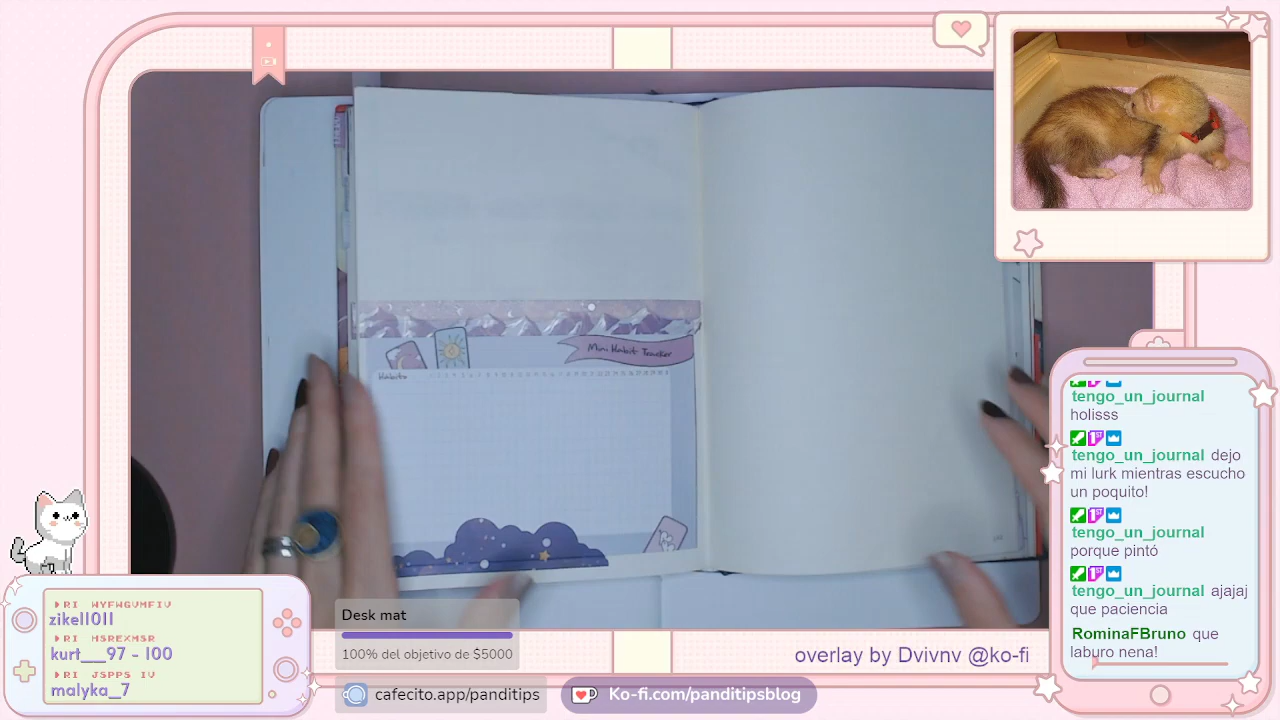 Mini Habit Tracker
Habits
tengo_un_journal
holisss
tengo_un_journal dejo
mi lurk mientras escucho
un poquito!
tengo_un_journal
porque pintó
tengo_un_journal ajajaj
que paciencia
RominaFBruno que
laburo nena!
zikell0ll
kurt__97 - 100
malyka_7
Desk mat
100% del objetivo de $5000
overlay by Dvivnv @ko-fi
cafecito.app/panditips
Ko-fi.com/panditipsblog